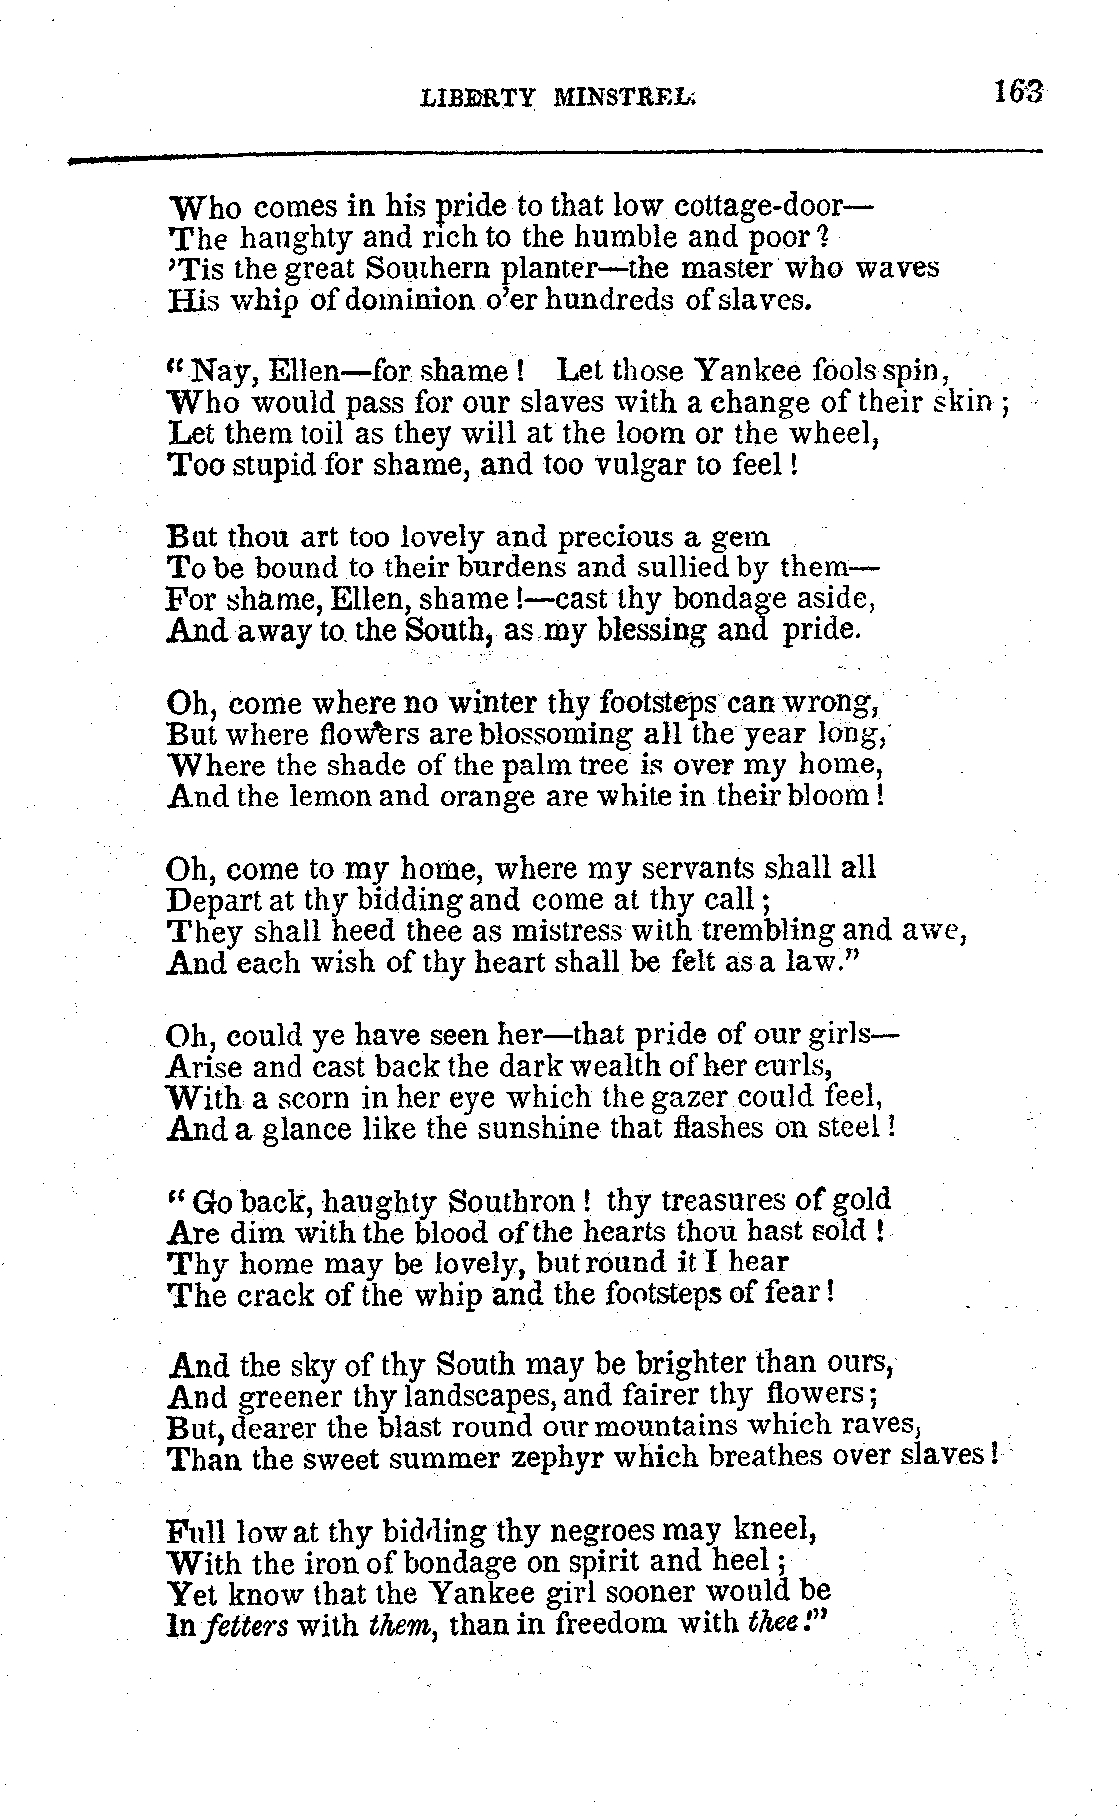 LIBERTY MINSTREL. 163
Who comes in his pride to that low cottage-door—
The haughty and rich to the humble and poor?
'Tis the great Southern planter—the master who waves
His whip of dominion o'er hundreds of slaves.
"Nay, Ellen—for shame! Let those Yankee fools spin,
Who would pass for our slaves with a change of their skin;
Let them toil as they will at the loom or the wheel,
Too stupid for shame, and too vulgar to feel!
But thou art too lovely and precious a gem
To be bound to their burdens and sullied by them—
For shame, Ellen, shame!—cast thy bondage aside,
And away to the South, as my blessing and pride.
Oh, come where no winter thy footsteps can wrong,
But where flowers are blossoming all the year long,
Where the shade of the palm tree is over my home,
And the lemon and orange are white in their bloom!
Oh, come to my home, where my servants shall all
Depart at thy bidding and come at thy call;
They shall heed thee as mistress with trembling and awe,
And each wish of thy heart shall be felt as a law."
Oh, could ye have seen her—that pride of our girls—
Arise and cast back the dark wealth of her curls,
With a scorn in her eye which the gazer could feel,
And a glance like the sunshine that flashes on steel!
"Go back, haughty Southron! thy treasures of gold
Are dim with the blood of the hearts thou hast sold!
Thy home may be lovely, but round it I hear
The crack of the whip and the footsteps of fear!
And the sky of thy South may be brighter than ours,
And greener thy landscapes, and fairer thy flowers;
But, dearer the blast round our mountains which raves,
Than the sweet summer zephyr which breathes over slaves!
Full low at thy bidding thy negroes may kneel,
With the iron of bondage on spirit and heel;
Yet know that the Yankee girl sooner would be
In fetters with them, than in freedom with thee!"